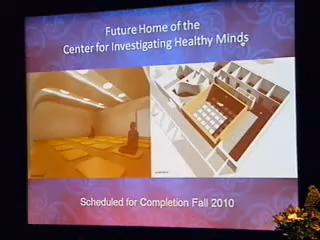 Future Home of the
Center for Investigating Healthy Minds
Scheduled for Completion Fall 2010